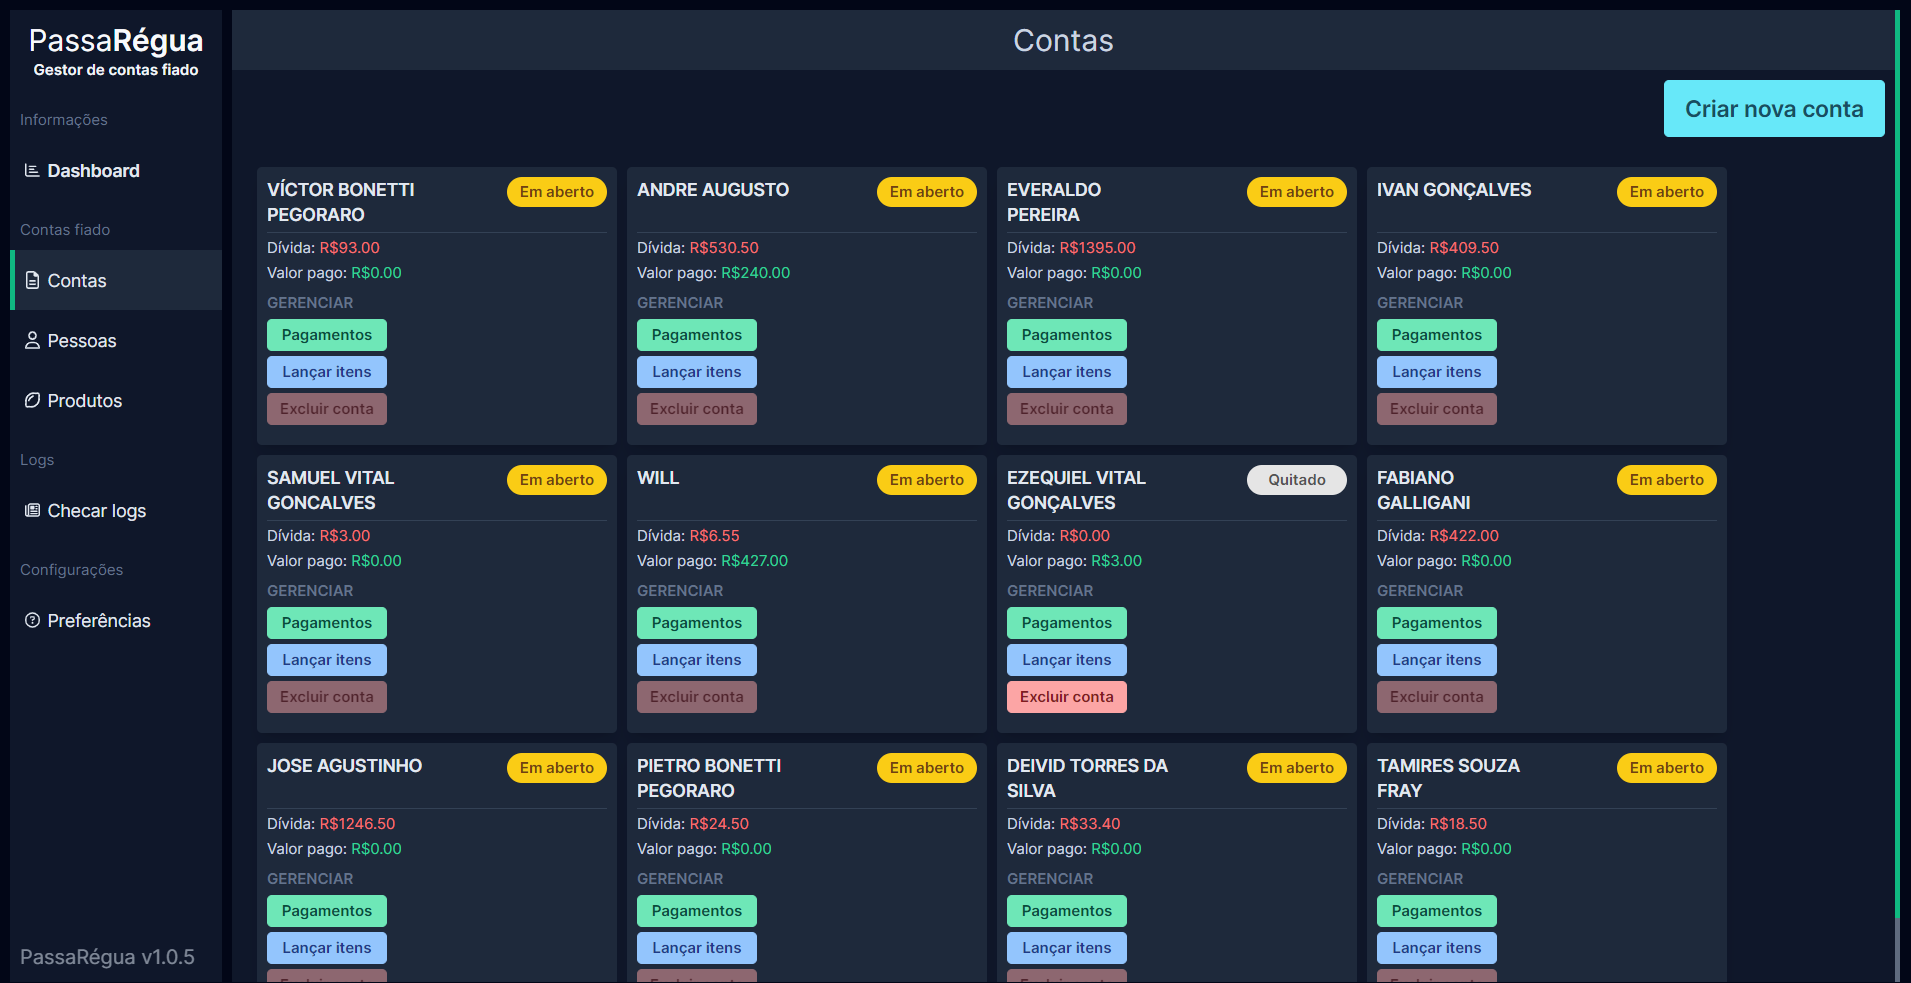 PassaRégua
Gestor de contas fiado
Informações
Dashboard
Contas fiado
Contas
Pessoas
Produtos
Logs
Checar logs
Configurações
Preferências
PassaRégua v1.0.5
Contas
Criar nova conta
VÍCTOR BONETTI
PEGORARO
Em aberto
Dívida: R$93.00
Valor pago: R$0.00
GERENCIAR
Pagamentos
Lançar itens
Excluir conta
ANDRE AUGUSTO
Em aberto
Dívida: R$530.50
Valor pago: R$240.00
GERENCIAR
Pagamentos
Lançar itens
Excluir conta
EVERALDO
PEREIRA
Em aberto
Dívida: R$1395.00
Valor pago: R$0.00
GERENCIAR
Pagamentos
Lançar itens
Excluir conta
IVAN GONÇALVES
Em aberto
Dívida: R$409.50
Valor pago: R$0.00
GERENCIAR
Pagamentos
Lançar itens
Excluir conta
SAMUEL VITAL
GONCALVES
Em aberto
Dívida: R$3.00
Valor pago: R$0.00
GERENCIAR
Pagamentos
Lançar itens
Excluir conta
WILL
Em aberto
Dívida: R$6.55
Valor pago: R$427.00
GERENCIAR
Pagamentos
Lançar itens
Excluir conta
EZEQUIEL VITAL
GONÇALVES
Quitado
Dívida: R$0.00
Valor pago: R$3.00
GERENCIAR
Pagamentos
Lançar itens
Excluir conta
FABIANO
GALLIGANI
Em aberto
Dívida: R$422.00
Valor pago: R$0.00
GERENCIAR
Pagamentos
Lançar itens
Excluir conta
JOSE AGUSTINHO
Em aberto
Dívida: R$1246.50
Valor pago: R$0.00
GERENCIAR
Pagamentos
Lançar itens
PIETRO BONETTI
PEGORARO
Em aberto
Dívida: R$24.50
Valor pago: R$0.00
GERENCIAR
Pagamentos
Lançar itens
DEIVID TORRES DA
SILVA
Em aberto
Dívida: R$33.40
Valor pago: R$0.00
GERENCIAR
Pagamentos
Lançar itens
TAMIRES SOUZA
FRAY
Em aberto
Dívida: R$18.50
Valor pago: R$0.00
GERENCIAR
Pagamentos
Lançar itens